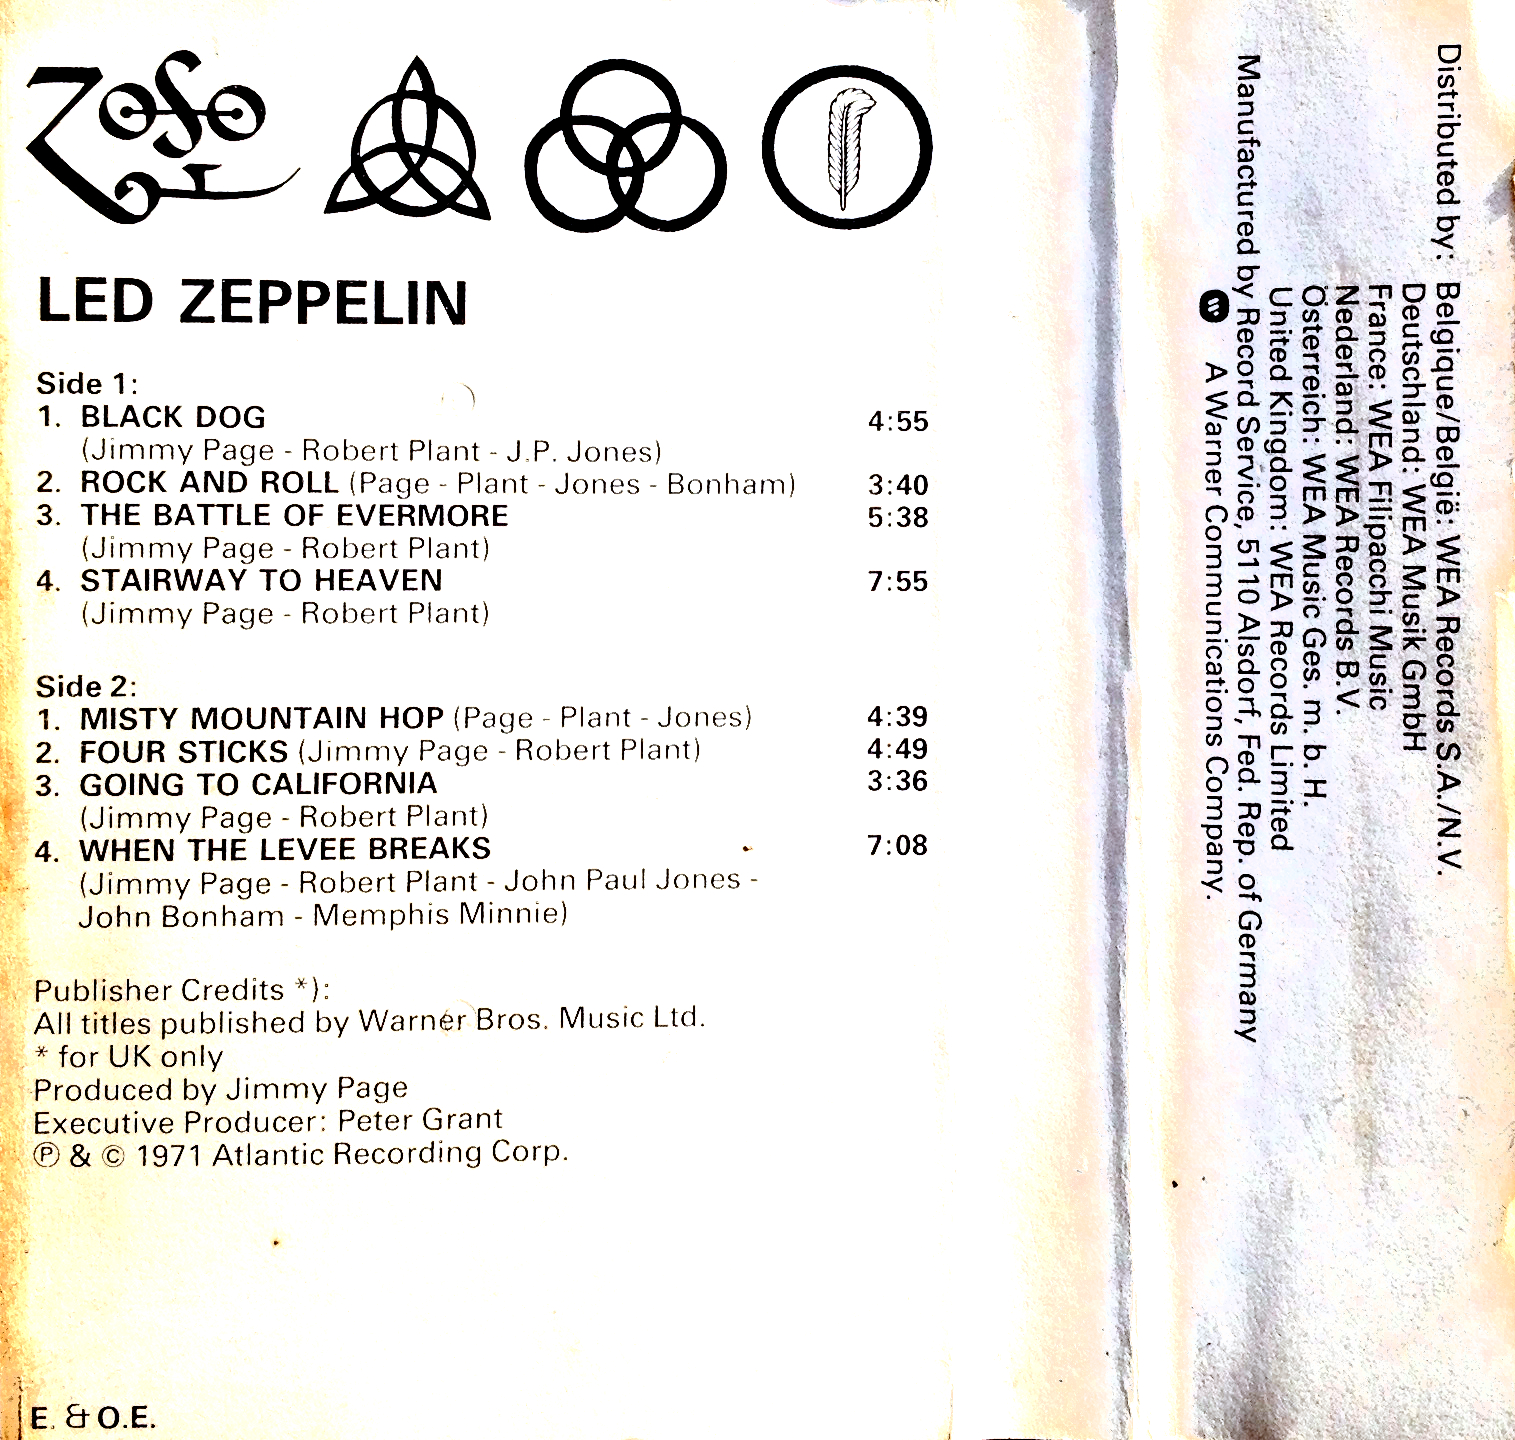 LED ZEPPELIN
Side 1:
1. BLACK DOG 4:55
(Jimmy Page - Robert Plant - J.P. Jones)
2. ROCK AND ROLL (Page - Plant - Jones - Bonham) 3:40
3. THE BATTLE OF EVERMORE 5:38
(Jimmy Page - Robert Plant)
4. STAIRWAY TO HEAVEN 7:55
(Jimmy Page - Robert Plant)
Side 2:
1. MISTY MOUNTAIN HOP (Page - Plant - Jones) 4:39
2. FOUR STICKS (Jimmy Page - Robert Plant) 4:49
3. GOING TO CALIFORNIA 3:36
(Jimmy Page - Robert Plant)
4. WHEN THE LEVEE BREAKS 7:08
(Jimmy Page - Robert Plant - John Paul Jones -
John Bonham - Memphis Minnie)
Publisher Credits *):
All titles published by Warner Bros. Music Ltd.
* for UK only
Produced by Jimmy Page
Executive Producer: Peter Grant
Ⓟ & © 1971 Atlantic Recording Corp.
E. & O.E.
Distributed by: Belgique/België: WEA Records S.A./N.V.
Deutschland: WEA Musik GmbH
France: WEA Filipacchi Music
Nederland: WEA Records B.V.
Österreich: WEA Music Ges. m. b. H.
United Kingdom: WEA Records Limited
Manufactured by Record Service, 5110 Alsdorf, Fed. Rep. of Germany
A Warner Communications Company.